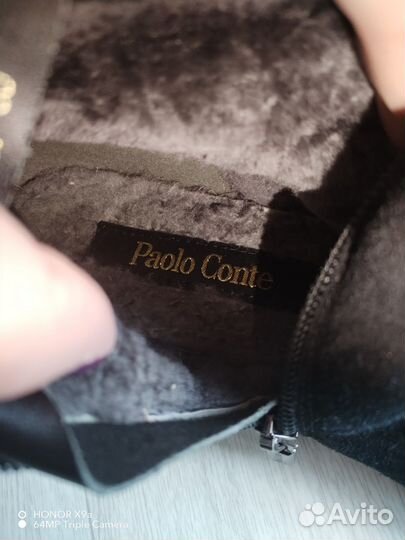 Paolo Conte
HONOR X9a
64MP Triple Camera
Avito